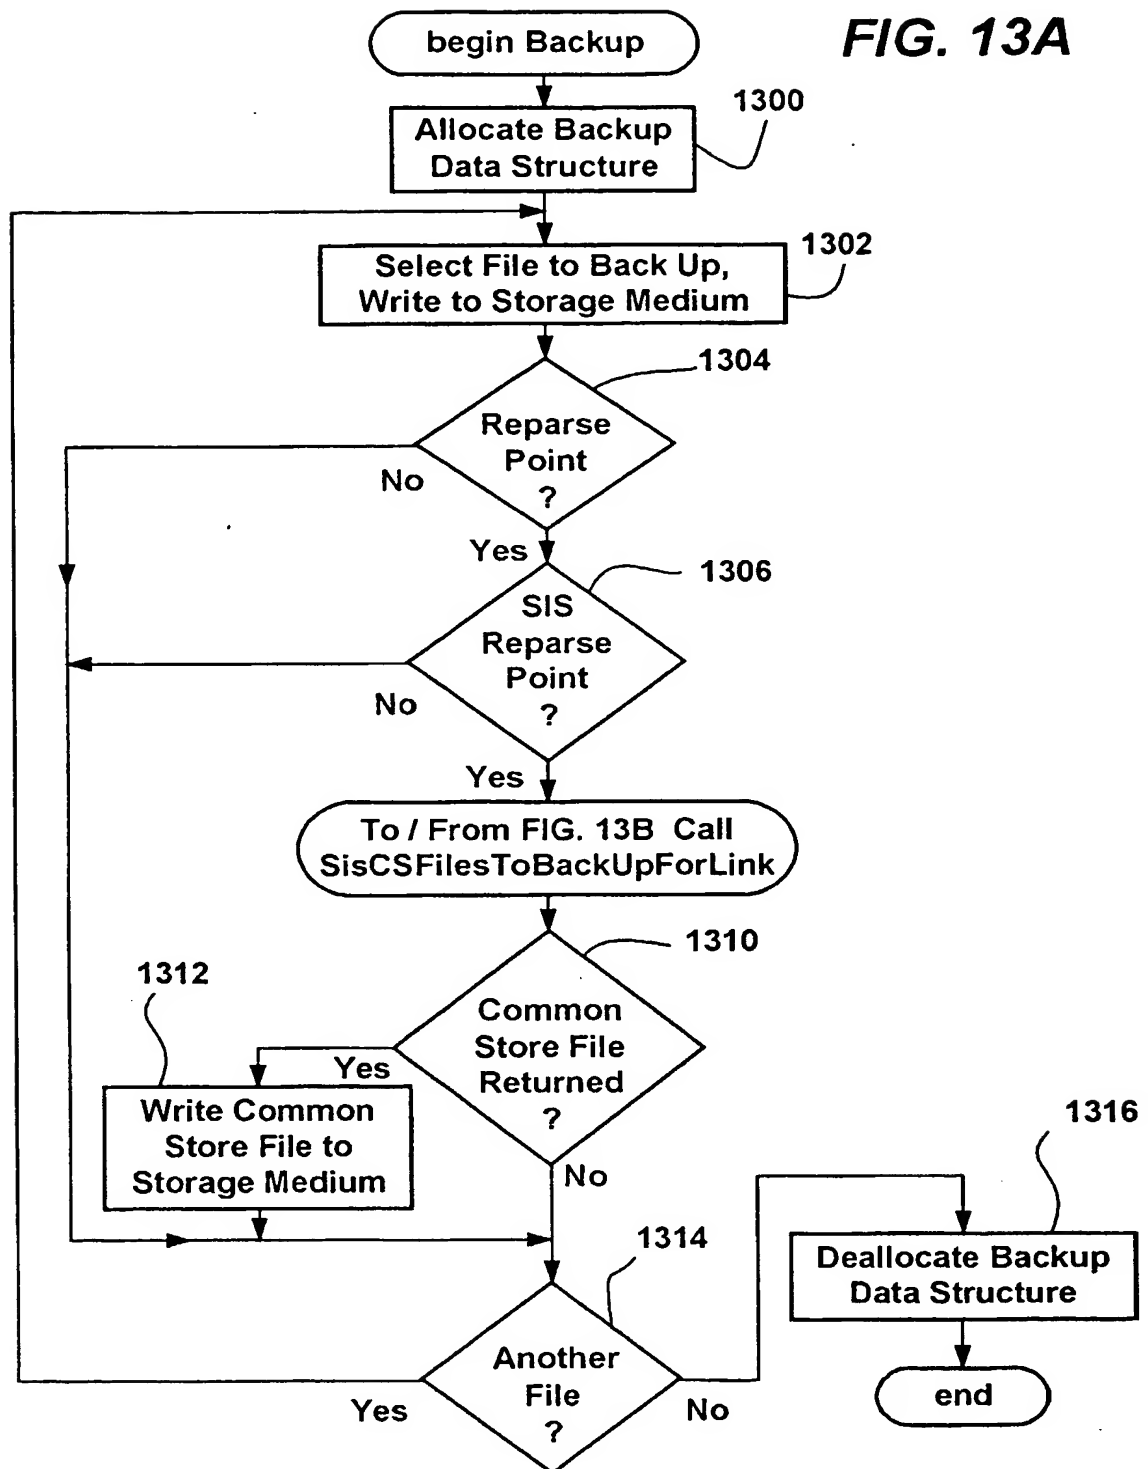 FIG. 13A
begin Backup
1300
Allocate Backup
Data Structure
1302
Select File to Back Up,
Write to Storage Medium
1304
Reparse
Point
?
No
Yes
1306
SIS
Reparse
Point
?
No
Yes
To / From FIG. 13B Call
SisCSFilesToBackUpForLink
1310
Common
Store File
Returned
?
1312
Yes
Write Common
Store File to
Storage Medium
No
1314
Another
File
?
Yes
No
1316
Deallocate Backup
Data Structure
end